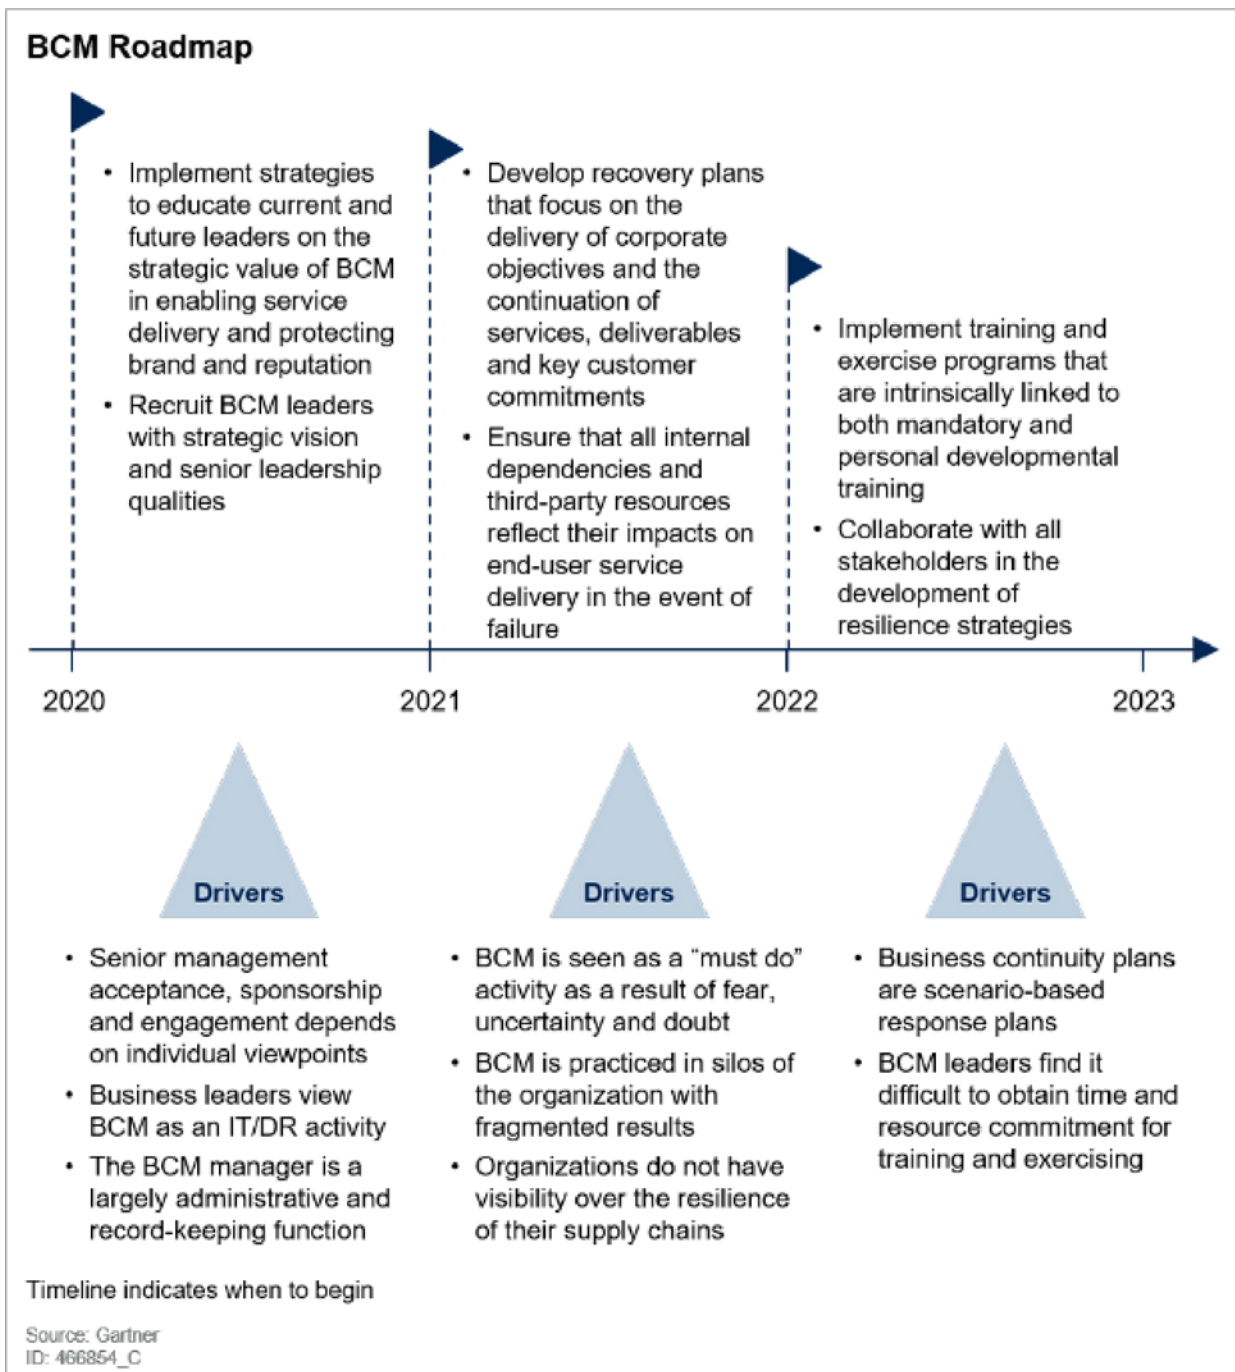 BCM Roadmap
• Implement strategies
to educate current and
future leaders on the
strategic value of BCM
in enabling service
delivery and protecting
brand and reputation
• Recruit BCM leaders
with strategic vision
and senior leadership
qualities
• Develop recovery plans
that focus on the
delivery of corporate
objectives and the
continuation of
services, deliverables
and key customer
commitments
• Ensure that all internal
dependencies and
third-party resources
reflect their impacts on
end-user service
delivery in the event of
failure
• Implement training and
exercise programs that
are intrinsically linked to
both mandatory and
personal developmental
training
• Collaborate with all
stakeholders in the
development of
resilience strategies
2020
2021
2022
2023
Drivers
• Senior management
acceptance, sponsorship
and engagement depends
on individual viewpoints
• Business leaders view
BCM as an IT/DR activity
• The BCM manager is a
largely administrative and
record-keeping function
Drivers
• BCM is seen as a “must do”
activity as a result of fear,
uncertainty and doubt
• BCM is practiced in silos of
the organization with
fragmented results
• Organizations do not have
visibility over the resilience
of their supply chains
Drivers
• Business continuity plans
are scenario-based
response plans
• BCM leaders find it
difficult to obtain time and
resource commitment for
training and exercising
Timeline indicates when to begin
Source: Gartner
ID: 466854_C